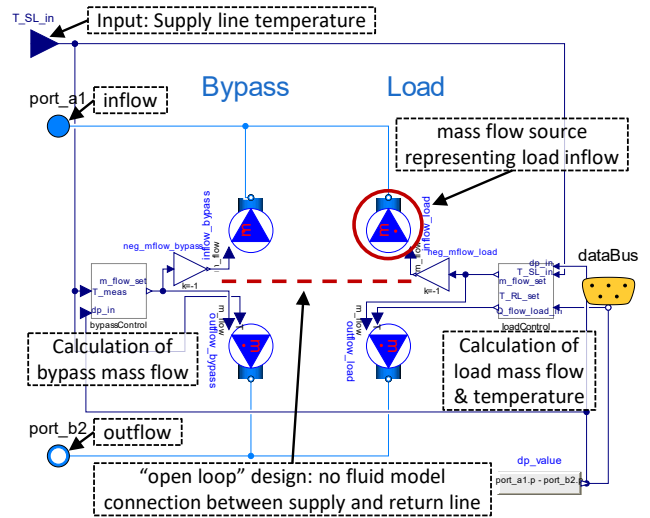 T_SL_in
Input: Supply line temperature
port_a1
inflow
Bypass
Load
mass flow source
representing load inflow
inflow_bypass
inflow_load
neg_mflow_bypass
neg_mflow_load
k=-1
k=-1
m_flow_set
T_meas
dp_in
bypassControl
dp_in
T_SL_in
m_flow_set
T_RL_set
Q_flow_load_in
loadControl
dataBus
m_flow
m_flow
outflow_bypass
outflow_load
Calculation of
bypass mass flow
Calculation of
load mass flow
& temperature
port_b2
outflow
"open loop" design: no fluid model
connection between supply and return line
dp_value
port_a1.p - port_b2.p